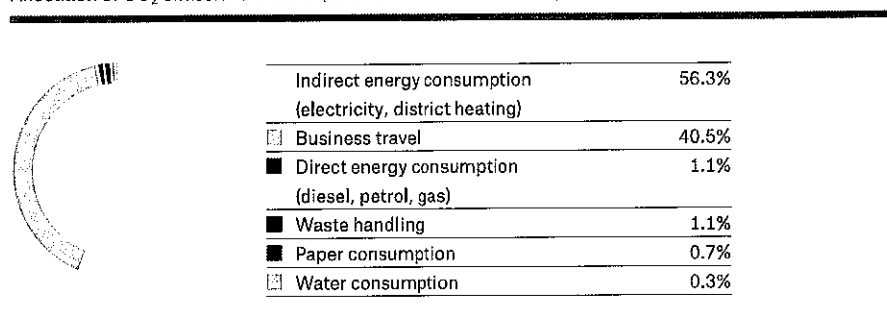 Indirect energy consumption 56.3%
(electricity, district heating)
Business travel 40.5%
Direct energy consumption 1.1%
(diesel, petrol, gas)
Waste handling 1.1%
Paper consumption 0.7%
Water consumption 0.3%